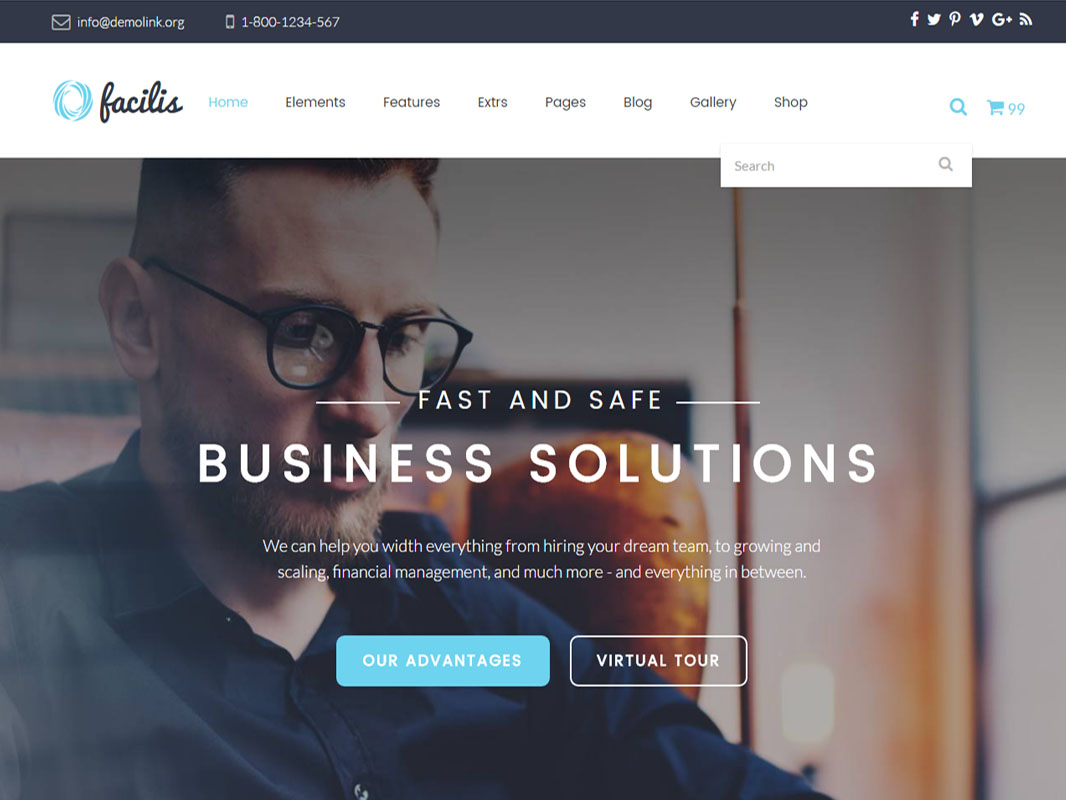 info@demolink.org 1-800-1234-567
facilis Home Elements Features Extrs Pages Blog Gallery Shop 99
Search
FAST AND SAFE
BUSINESS SOLUTIONS
We can help you width everything from hiring your dream team, to growing and
scaling, financial management, and much more - and everything in between.
OUR ADVANTAGES VIRTUAL TOUR